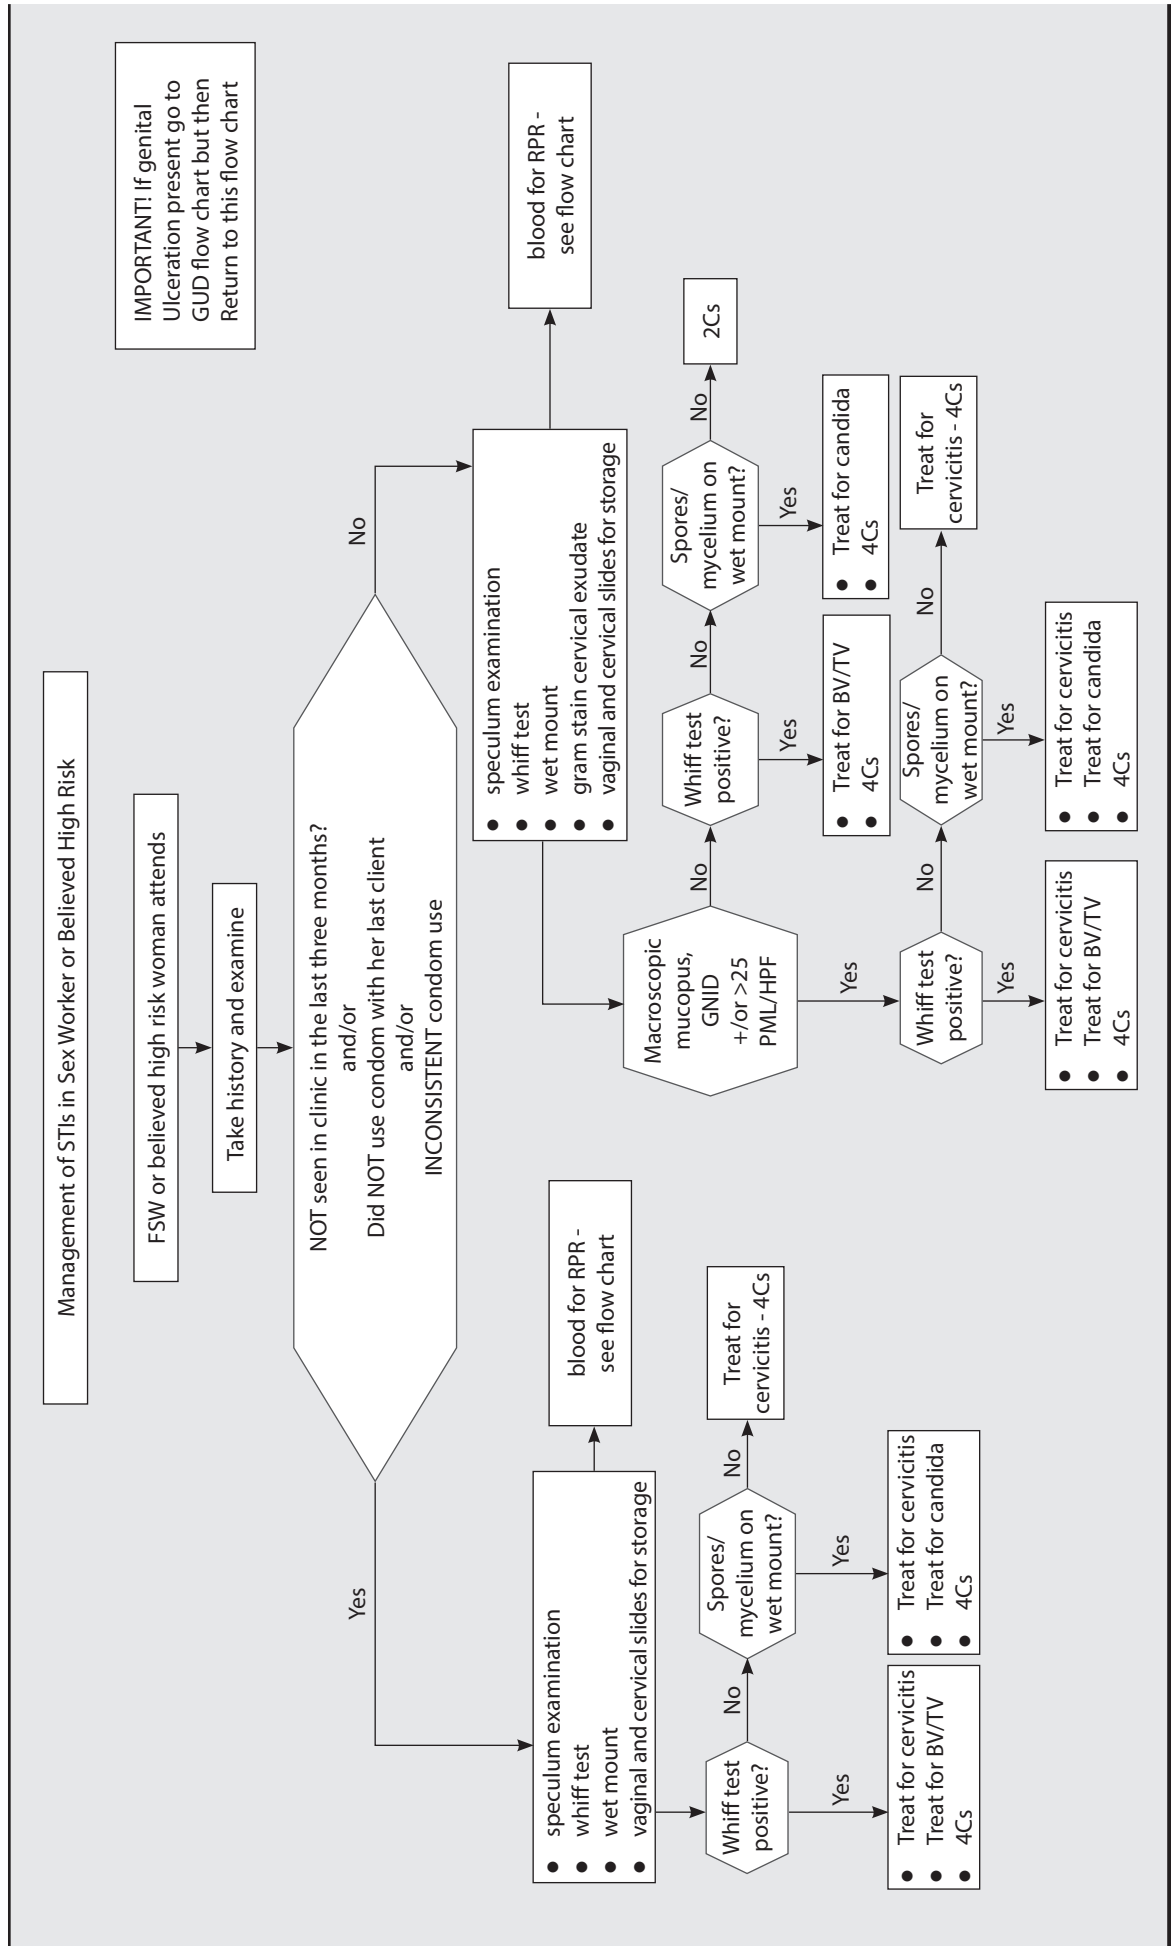 Management of STIs in Sex Worker or Believed High Risk
IMPORTANT! If genital
Ulceration present go to
GUD flow chart but then
Return to this flow chart
FSW or believed high risk woman attends
Take history and examine
NOT seen in clinic in the last three months?
and/or
Did NOT use condom with her last client
and/or
INCONSISTENT condom use
Yes
No
● speculum examination
● whiff test
● wet mount
● vaginal and cervical slides for storage
blood for RPR -
see flow chart
Whiff test
positive?
No
Spores/
mycelium on
wet mount?
No
Treat for
cervicitis - 4Cs
Yes
● Treat for cervicitis
● Treat for BV/TV
● 4Cs
Yes
● Treat for cervicitis
● Treat for candida
● 4Cs
● speculum examination
● whiff test
● wet mount
● gram stain cervical exudate
● vaginal and cervical slides for storage
blood for RPR -
see flow chart
Macroscopic
mucopus,
GNID
+/or >25
PML/HPF
No
Whiff test
positive?
No
Spores/
mycelium on
wet mount?
No
2Cs
Yes
● Treat for BV/TV
● 4Cs
Yes
● Treat for candida
● 4Cs
Yes
Whiff test
positive?
No
Spores/
mycelium on
wet mount?
No
Treat for
cervicitis - 4Cs
Yes
● Treat for cervicitis
● Treat for BV/TV
● 4Cs
Yes
● Treat for cervicitis
● Treat for candida
● 4Cs